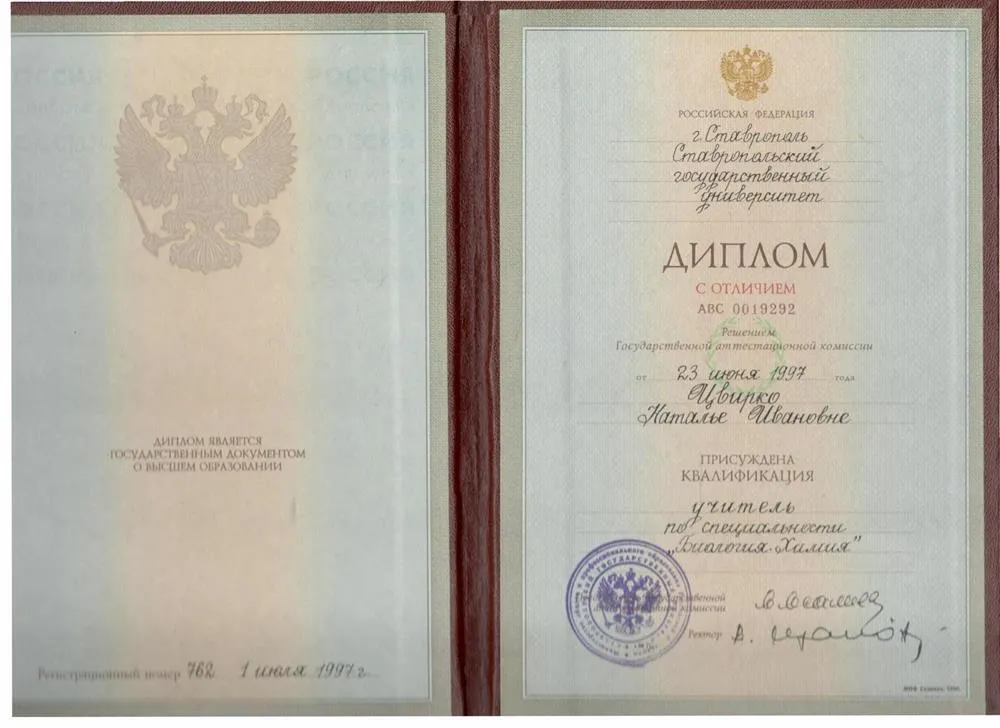 ДИПЛОМ ЯВЛЯЕТСЯ
ГОСУДАРСТВЕННЫМ ДОКУМЕНТОМ
О ВЫСШЕМ ОБРАЗОВАНИИ
Регистрационный номер 762 1 июля 1997 г.
РОССИЙСКАЯ ФЕДЕРАЦИЯ
г. Ставрополь
Ставропольский
государственный
университет
ДИПЛОМ
С ОТЛИЧИЕМ
АВС 0019292
Решением
Государственной аттестационной комиссии
от 23 июня 1997 года
Цвирко
Наталье Ивановне
ПРИСУЖДЕНА
КВАЛИФИКАЦИЯ
учитель
по специальности
„Биология-Химия"
комиссии
Ректор